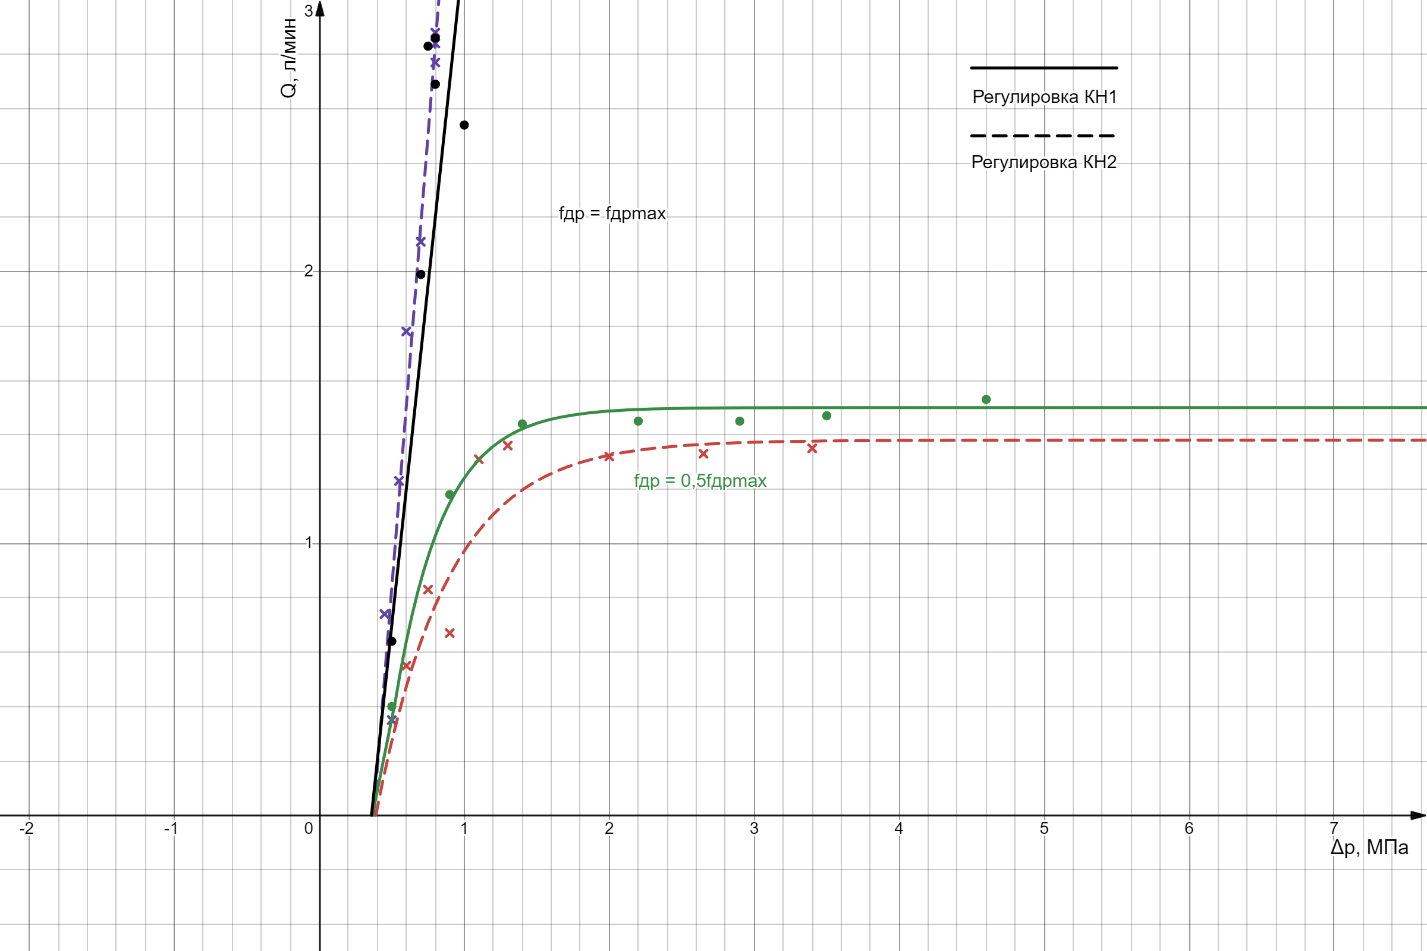 3
Q, л/мин
Регулировка КН1
Регулировка КН2
fдр = fдрmax
2
fдр = 0,5fдрmax
1
-2 -1 0 1 2 3 4 5 6 7
Δp, МПа